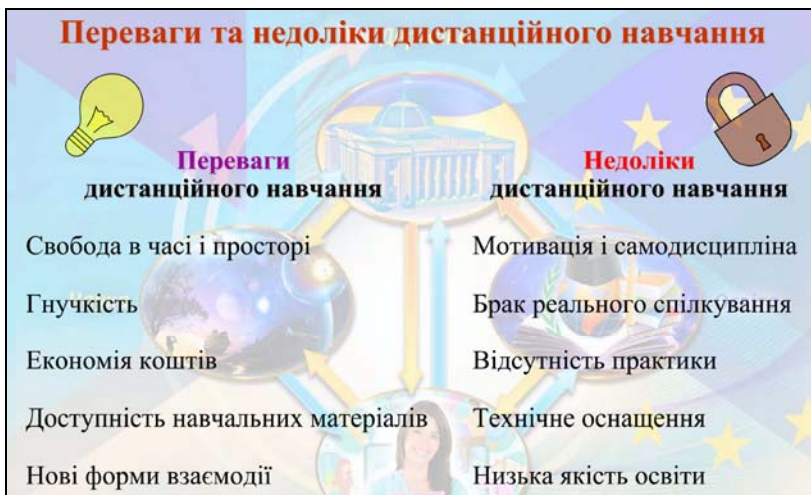 Переваги та недоліки дистанційного навчання
Переваги
дистанційного навчання
Свобода в часі і просторі
Гнучкість
Економія коштів
Доступність навчальних матеріалів
Нові форми взаємодії
Недоліки
дистанційного навчання
Мотивація і самодисципліна
Брак реального спілкування
Відсутність практики
Технічне оснащення
Низька якість освіти